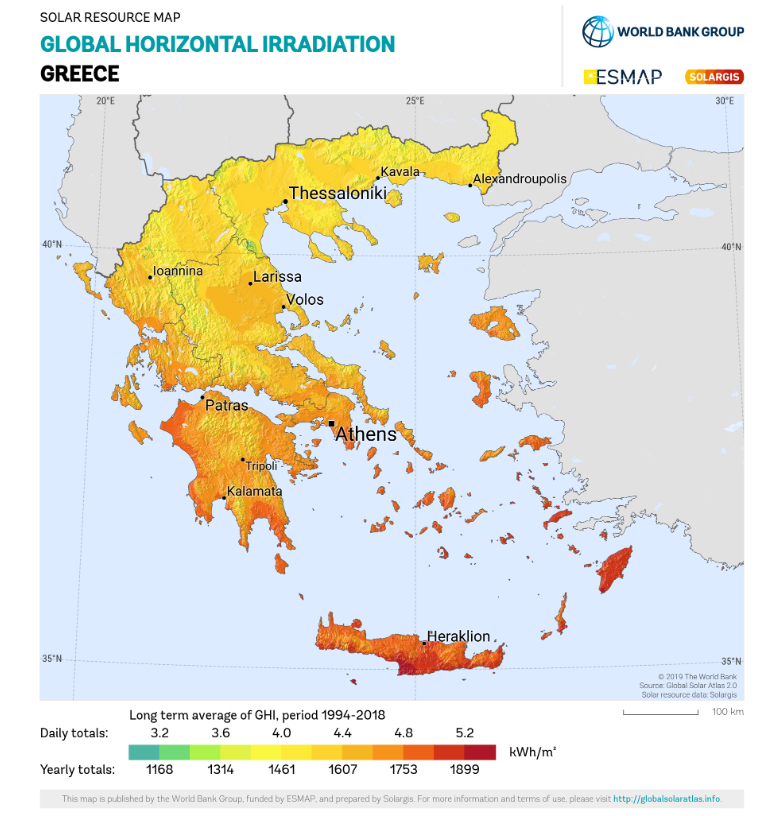 SOLAR RESOURCE MAP
GLOBAL HORIZONTAL IRRADIATION
GREECE
WORLD BANK GROUP
ESMAP
SOLARGIS
20°E
25°E
30°E
Kavala
Alexandroupolis
Thessaloniki
40°N
40°N
Ioannina
Larissa
Volos
Patras
Athens
Tripoli
Kalamata
Heraklion
35°N
35°N
© 2019 The World Bank
Source: Global Solar Atlas 2.0
Solar resource data: Solargis
100 km
Long term average of GHI, period 1994-2018
Daily totals: 3.2 3.6 4.0 4.4 4.8 5.2
kWh/m²
Yearly totals: 1168 1314 1461 1607 1753 1899
This map is published by the World Bank Group, funded by ESMAP, and prepared by Solargis. For more information and terms of use, please visit http://globalsolaratlas.info.